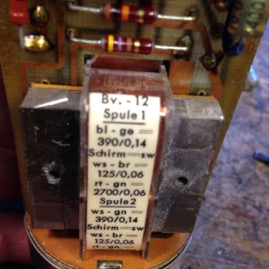 Bv. - 12
Spule 1
bl - ge
390/0,14
Schirm sw
ws - br
125/0,06
rt - gn
2700/0,06
Spule 2
ws - gn
390/0,14
Schirm sw
ws - br
125/0,06